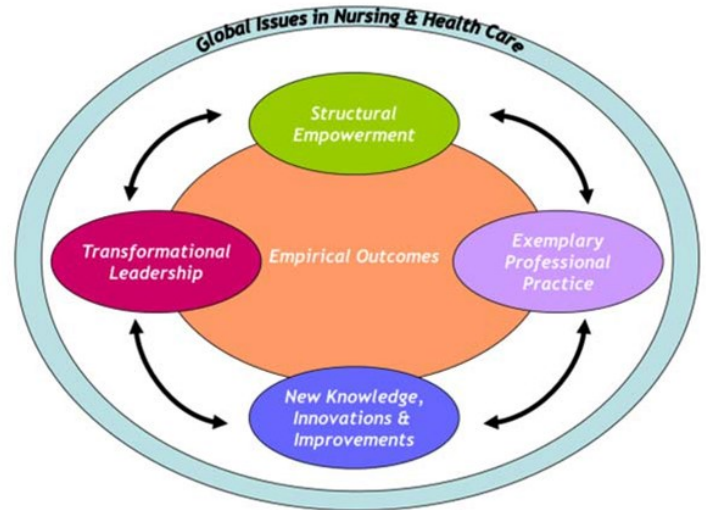 Global Issues in Nursing & Health Care
Structural
Empowerment
Transformational
Leadership
Empirical Outcomes
Exemplary
Professional
Practice
New Knowledge,
Innovations &
Improvements